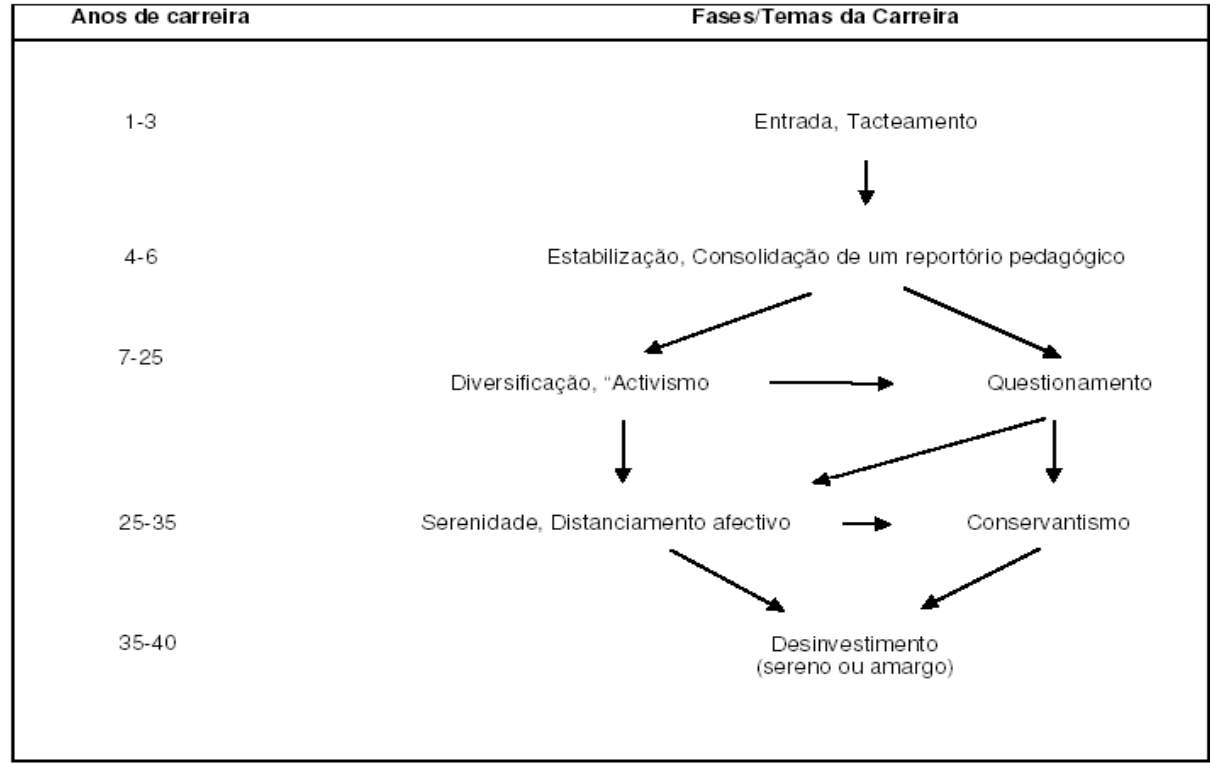 Anos de carreira Fases/Temas da Carreira
1-3 Entrada, Tacteamento
4-6 Estabilização, Consolidação de um reportório pedagógico
7-25
Diversificação, “Activismo Questionamento
25-35 Serenidade, Distanciamento afectivo Conservantismo
35-40 Desinvestimento
(sereno ou amargo)